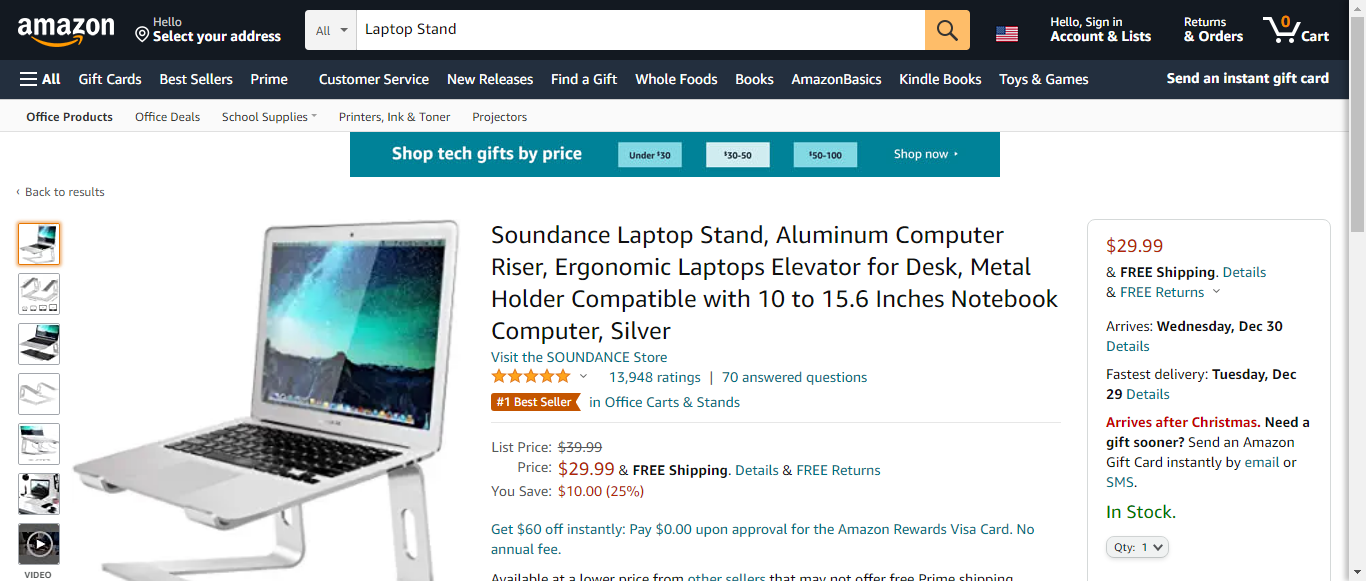 amazon
Hello
Select your address
All
Laptop Stand
Hello, Sign in
Account & Lists
Returns
& Orders
0
Cart
All
Gift Cards
Best Sellers
Prime
Customer Service
New Releases
Find a Gift
Whole Foods
Books
AmazonBasics
Kindle Books
Toys & Games
Send an instant gift card
Office Products
Office Deals
School Supplies
Printers, Ink & Toner
Projectors
Shop tech gifts by price
Under $30
$30-50
$50-100
Shop now ‣
‹ Back to results
VIDEO
Soundance Laptop Stand, Aluminum Computer
Riser, Ergonomic Laptops Elevator for Desk, Metal
Holder Compatible with 10 to 15.6 Inches Notebook
Computer, Silver
Visit the SOUNDANCE Store
13,948 ratings | 70 answered questions
#1 Best Seller in Office Carts & Stands
List Price: $39.99
Price: $29.99 & FREE Shipping. Details & FREE Returns
You Save: $10.00 (25%)
Get $60 off instantly: Pay $0.00 upon approval for the Amazon Rewards Visa Card. No
annual fee.
Available at a lower price from other sellers that may not offer free Prime shipping.
$29.99
& FREE Shipping. Details
& FREE Returns
Arrives: Wednesday, Dec 30
Details
Fastest delivery: Tuesday, Dec
29 Details
Arrives after Christmas. Need a
gift sooner? Send an Amazon
Gift Card instantly by email or
SMS.
In Stock.
Qty: 1